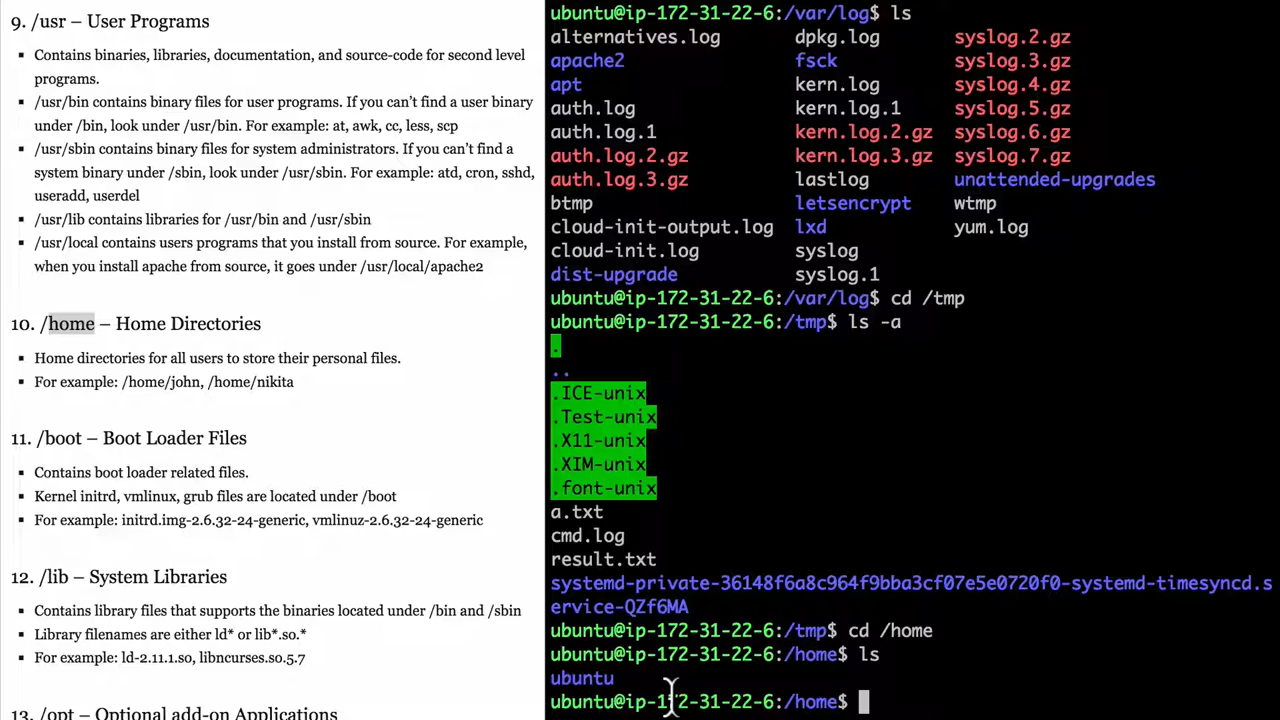 9. /usr – User Programs
▪ Contains binaries, libraries, documentation, and source-code for second level
programs.
▪ /usr/bin contains binary files for user programs. If you can't find a user binary
under /bin, look under /usr/bin. For example: at, awk, cc, less, scp
▪ /usr/sbin contains binary files for system administrators. If you can't find a
system binary under /sbin, look under /usr/sbin. For example: atd, cron, sshd,
useradd, userdel
▪ /usr/lib contains libraries for /usr/bin and /usr/sbin
▪ /usr/local contains users programs that you install from source. For example,
when you install apache from source, it goes under /usr/local/apache2
10. /home – Home Directories
▪ Home directories for all users to store their personal files.
▪ For example: /home/john, /home/nikita
11. /boot – Boot Loader Files
▪ Contains boot loader related files.
▪ Kernel initrd, vmlinux, grub files are located under /boot
▪ For example: initrd.img-2.6.32-24-generic, vmlinuz-2.6.32-24-generic
12. /lib – System Libraries
▪ Contains library files that supports the binaries located under /bin and /sbin
▪ Library filenames are either ld* or lib*.so.*
▪ For example: ld-2.11.1.so, libncurses.so.5.7
13. /opt – Optional add-on Applications
ubuntu@ip-172-31-22-6:/var/log$ ls
alternatives.log dpkg.log syslog.2.gz
apache2 fsck syslog.3.gz
apt kern.log syslog.4.gz
auth.log kern.log.1 syslog.5.gz
auth.log.1 kern.log.2.gz syslog.6.gz
auth.log.2.gz kern.log.3.gz syslog.7.gz
auth.log.3.gz lastlog unattended-upgrades
btmp letsencrypt wtmp
cloud-init-output.log lxd yum.log
cloud-init.log syslog
dist-upgrade syslog.1
ubuntu@ip-172-31-22-6:/var/log$ cd /tmp
ubuntu@ip-172-31-22-6:/tmp$ ls -a
.
..
.ICE-unix
.Test-unix
.X11-unix
.XIM-unix
.font-unix
a.txt
cmd.log
result.txt
systemd-private-36148f6a8c964f9bba3cf07e5e0720f0-systemd-timesyncd.s
ervice-QZf6MA
ubuntu@ip-172-31-22-6:/tmp$ cd /home
ubuntu@ip-172-31-22-6:/home$ ls
ubuntu
ubuntu@ip-172-31-22-6:/home$